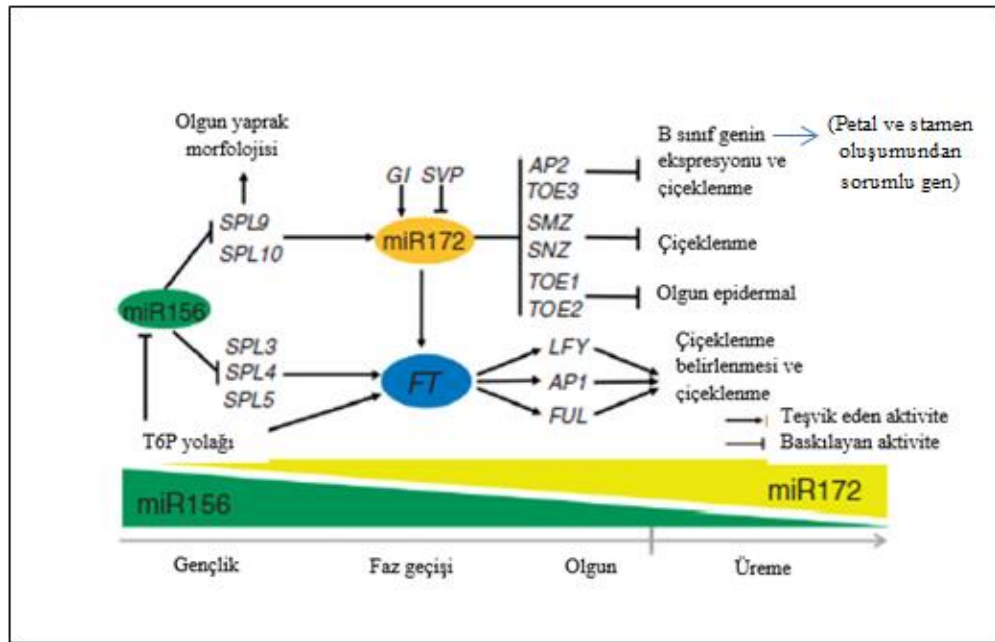 Olgun yaprak
morfolojisi
B sınıf genin
ekspresyonu ve
çiçeklenme
(Petal ve stamen
oluşumundan
sorumlu gen)
GI SVP
AP2
TOE3
SPL9
SPL10
miR172
SMZ
SNZ
Çiçeklenme
TOE1
TOE2
Olgun epidermal
miR156
SPL3
SPL4
SPL5
FT
LFY
AP1
FUL
Çiçeklenme
belirlenmesi ve
çiçeklenme
Teşvik eden aktivite
Baskılayan aktivite
T6P yolağı
miR156
miR172
Gençlik Faz geçişi Olgun Üreme